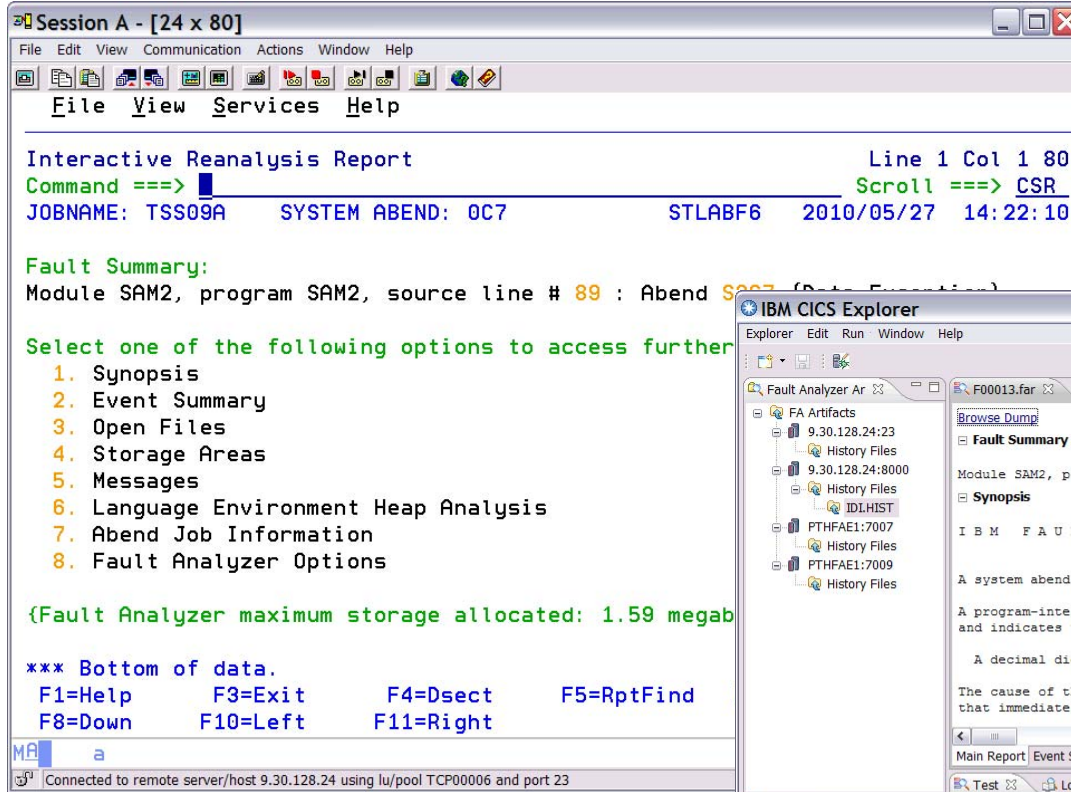 Session A - [24 x 80]
File Edit View Communication Actions Window Help
File View Services Help
Interactive Reanalysis Report Line 1 Col 1 80
Command ===> Scroll ===> CSR
JOBNAME: TSS09A SYSTEM ABEND: 0C7 STLABF6 2010/05/27 14:22:10
Fault Summary:
Module SAM2, program SAM2, source line # 89 : Abend
Select one of the following options to access further
1. Synopsis
2. Event Summary
3. Open Files
4. Storage Areas
5. Messages
6. Language Environment Heap Analysis
7. Abend Job Information
8. Fault Analyzer Options
{Fault Analyzer maximum storage allocated: 1.59 megab
*** Bottom of data.
F1=Help F3=Exit F4=Dsect F5=RptFind
F8=Down F10=Left F11=Right
MA a
Connected to remote server/host 9.30.128.24 using lu/pool TCP00006 and port 23
IBM CICS Explorer
Explorer Edit Run Window Help
Fault Analyzer Ar
FA Artifacts
9.30.128.24:23
History Files
9.30.128.24:8000
History Files
IDI.HIST
PTHFAE1:7007
History Files
PTHFAE1:7009
History Files
F00013.far
Browse Dump
Fault Summary
Module SAM2, p
Synopsis
I B M F A U
A system abend
A program-inte
and indicates
A decimal di
The cause of t
that immediate
Main Report Event S
Test Lo